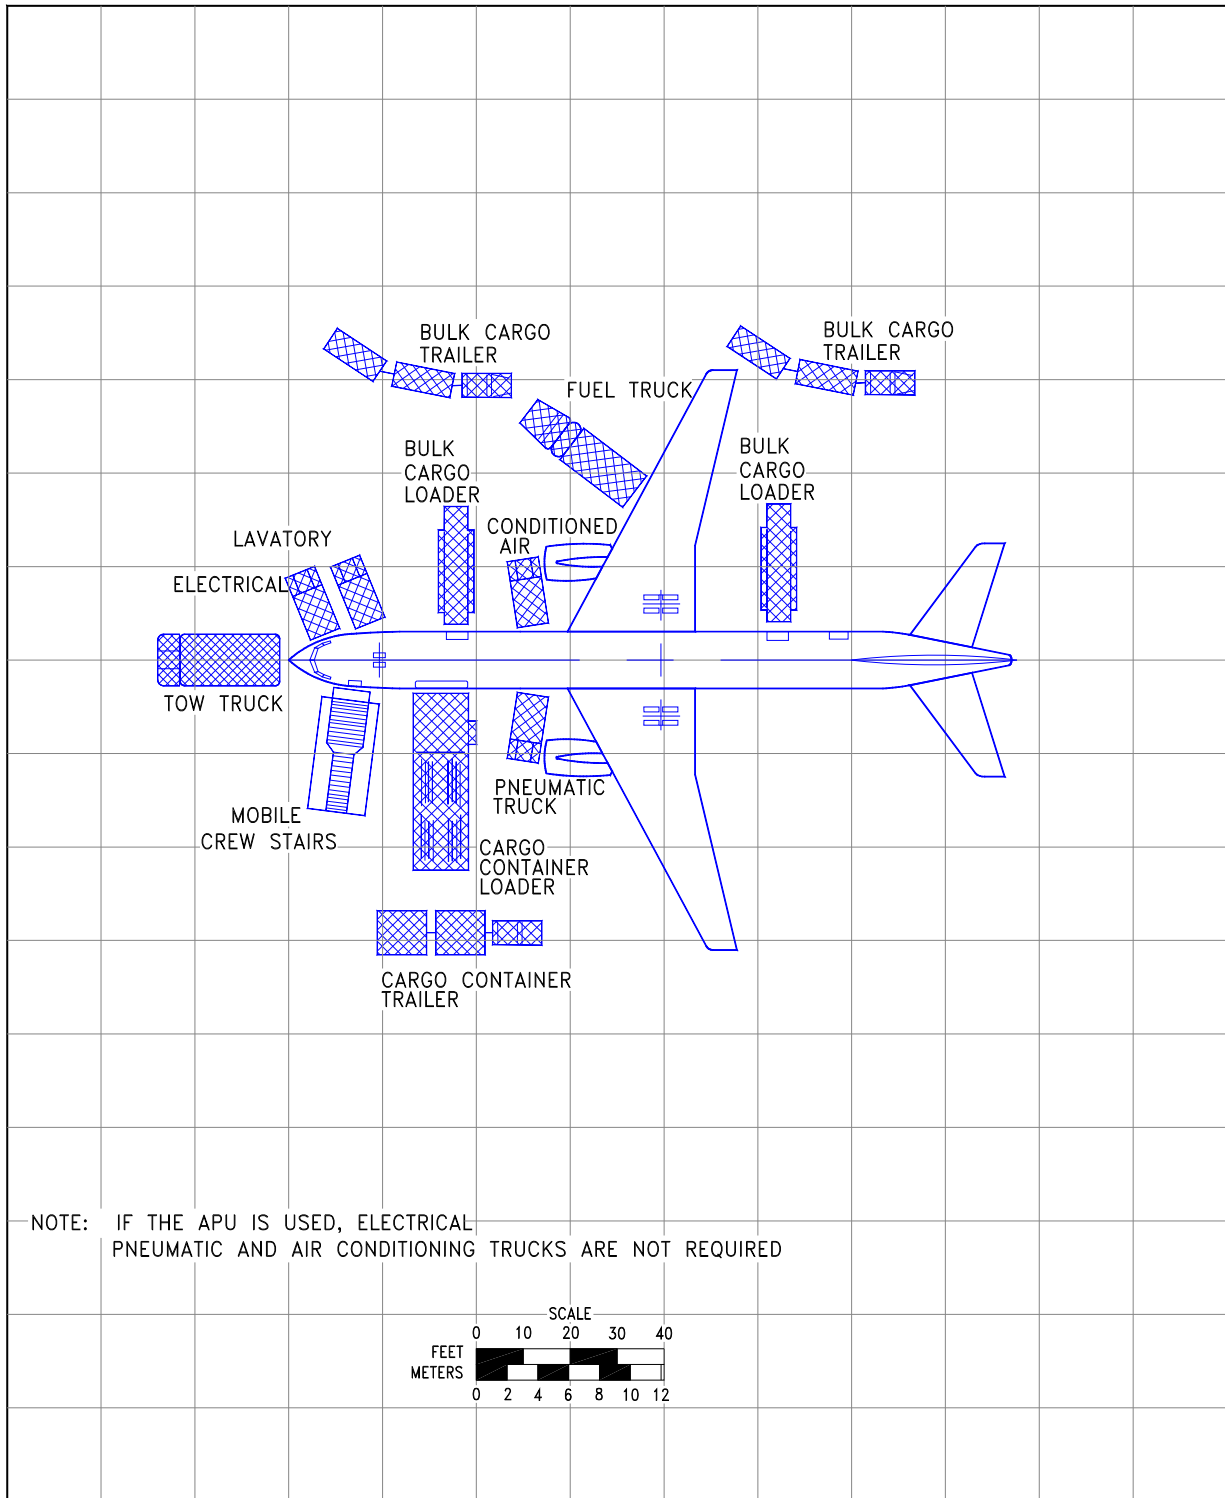 BULK CARGO
TRAILER
BULK CARGO
TRAILER
FUEL TRUCK
BULK
CARGO
LOADER
BULK
CARGO
LOADER
CONDITIONED
AIR
LAVATORY
ELECTRICAL
TOW TRUCK
MOBILE
CREW STAIRS
PNEUMATIC
TRUCK
CARGO
CONTAINER
LOADER
CARGO CONTAINER
TRAILER
NOTE: IF THE APU IS USED, ELECTRICAL
PNEUMATIC AND AIR CONDITIONING TRUCKS ARE NOT REQUIRED
SCALE
0 10 20 30 40
FEET
METERS
0 2 4 6 8 10 12